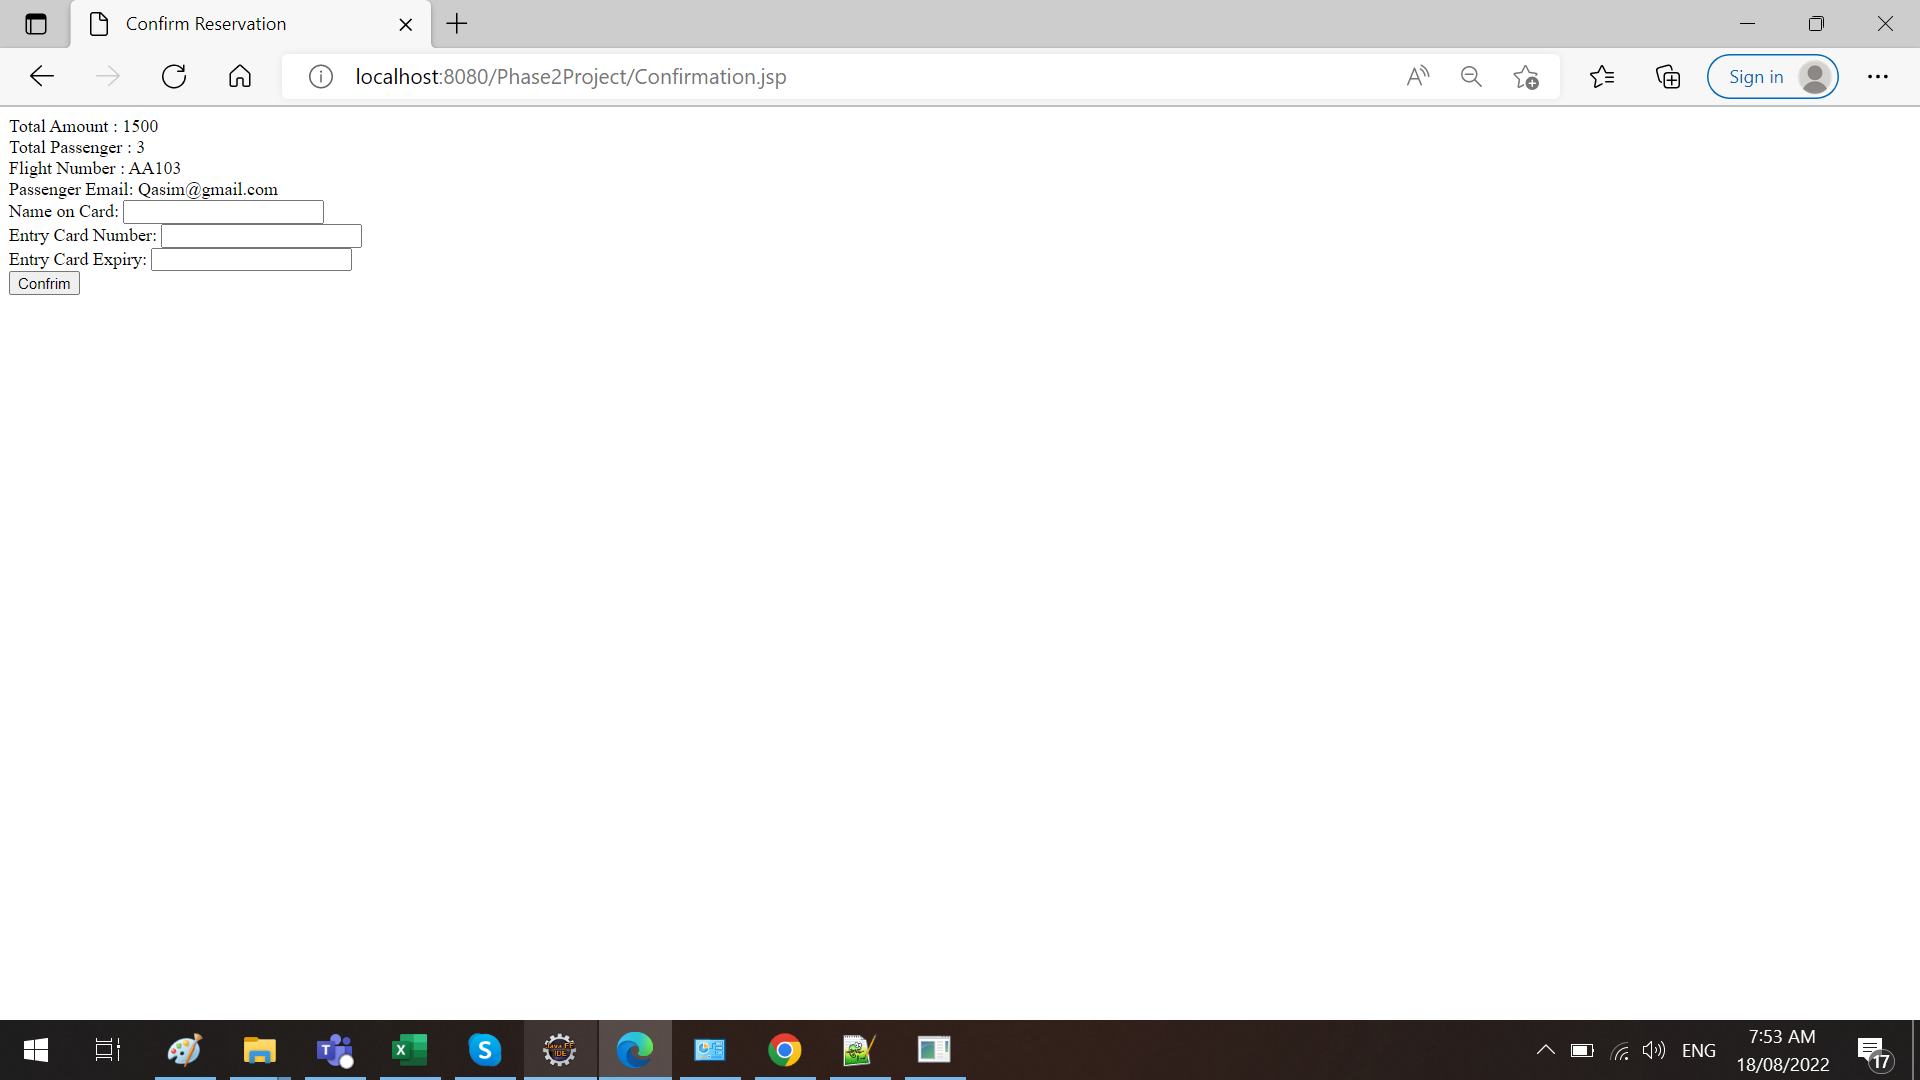 Confirm Reservation
localhost:8080/Phase2Project/Confirmation.jsp
Sign in
Total Amount : 1500
Total Passenger : 3
Flight Number : AA103
Passenger Email: Qasim@gmail.com
Name on Card:
Entry Card Number:
Entry Card Expiry:
Confrim
ENG
7:53 AM
18/08/2022
17